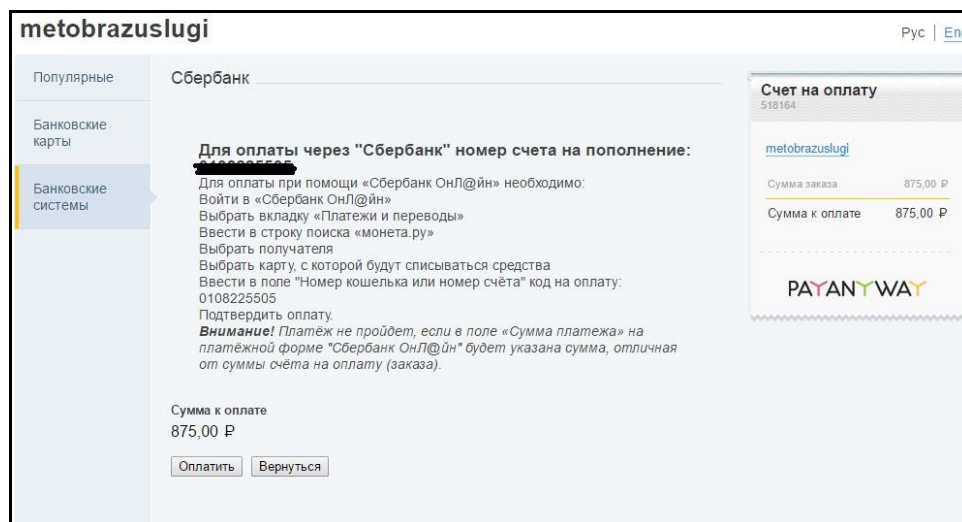 metobrazuslugi
Рус | En
Популярные
Банковские
карты
Банковские
системы
Сбербанк
Для оплаты через "Сбербанк" номер счета на пополнение:
Для оплаты при помощи «Сбербанк ОнЛ@йн» необходимо:
Войти в «Сбербанк ОнЛ@йн»
Выбрать вкладку «Платежи и переводы»
Ввести в строку поиска «монета.ру»
Выбрать получателя
Выбрать карту, с которой будут списываться средства
Ввести в поле "Номер кошелька или номер счёта" код на оплату:
0108225505
Подтвердить оплату.
Внимание! Платёж не пройдет, если в поле «Сумма платежа» на
платёжной форме "Сбербанк ОнЛ@йн" будет указана сумма, отличная
от суммы счёта на оплату (заказа).
Сумма к оплате
875,00 ₽
Оплатить Вернуться
Счет на оплату
518164
metobrazuslugi
Сумма заказа 875,00 ₽
Сумма к оплате 875,00 ₽
PAYANYWAY